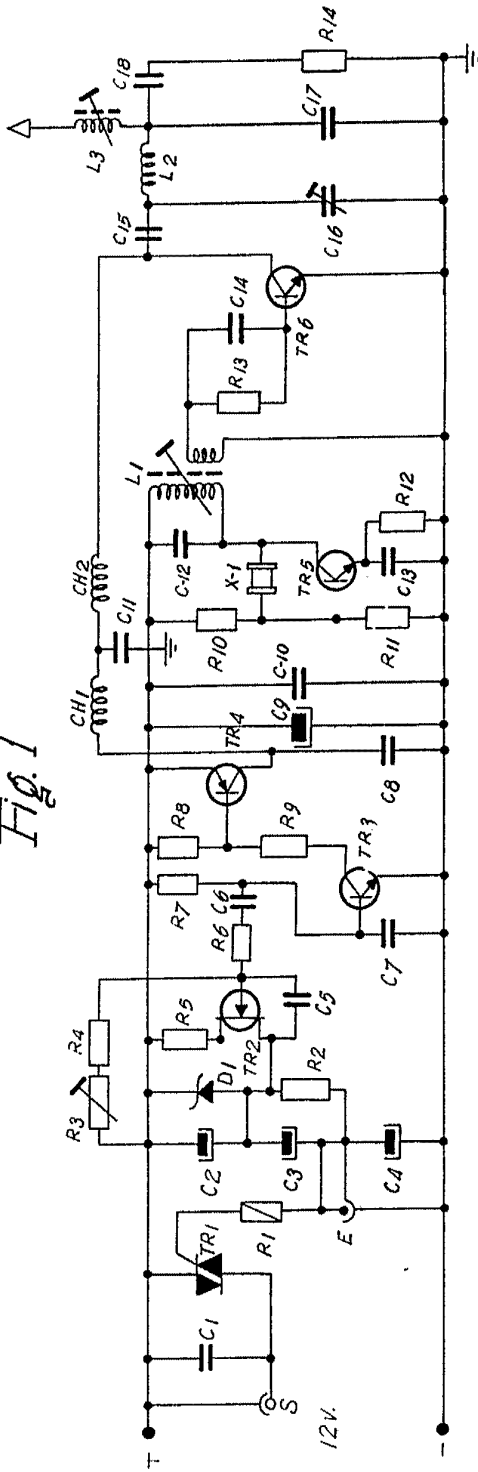 Fig. 1
L3
C18
R14
CH1
CH2
C11
C15
L2
C17
C16
L1
C14
R13
TR6
C-12
X-1
R10
TR5
R12
C13
R11
C-10
C9
TR4
C8
R8
R9
R7
C6
R6
TR3
C7
R4
R3
R5
TR2
C5
D1
R2
C2
C3
C4
TR1
R1
E
C1
S
12V.
+
-